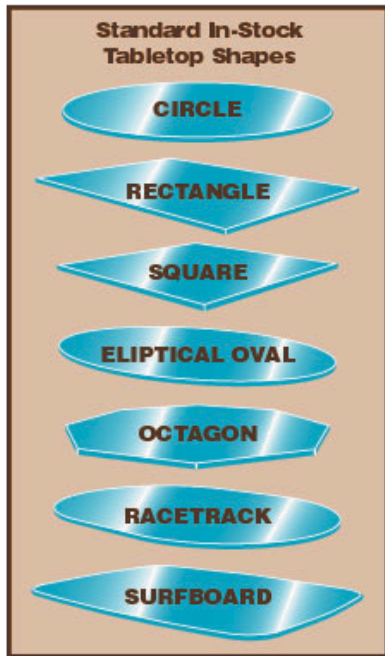 Standard In-Stock
Tabletop Shapes
CIRCLE
RECTANGLE
SQUARE
ELIPTICAL OVAL
OCTAGON
RACETRACK
SURFBOARD